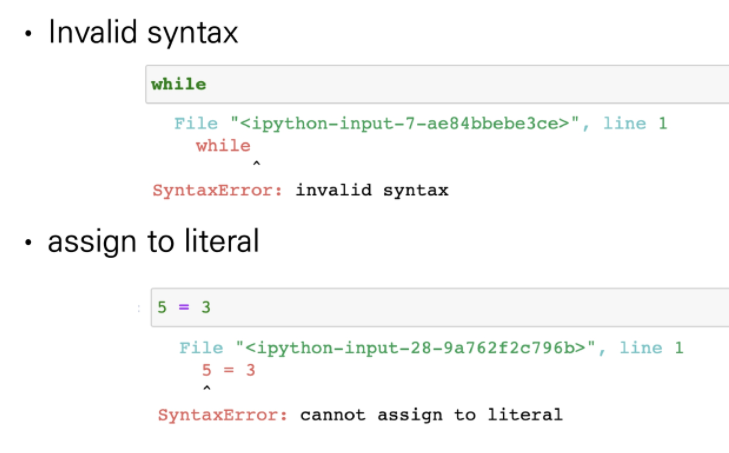 • Invalid syntax
while
File "<ipython-input-7-ae84bbebe3ce>", line 1
while
^
SyntaxError: invalid syntax
• assign to literal
5 = 3
File "<ipython-input-28-9a762f2c796b>", line 1
5 = 3
^
SyntaxError: cannot assign to literal